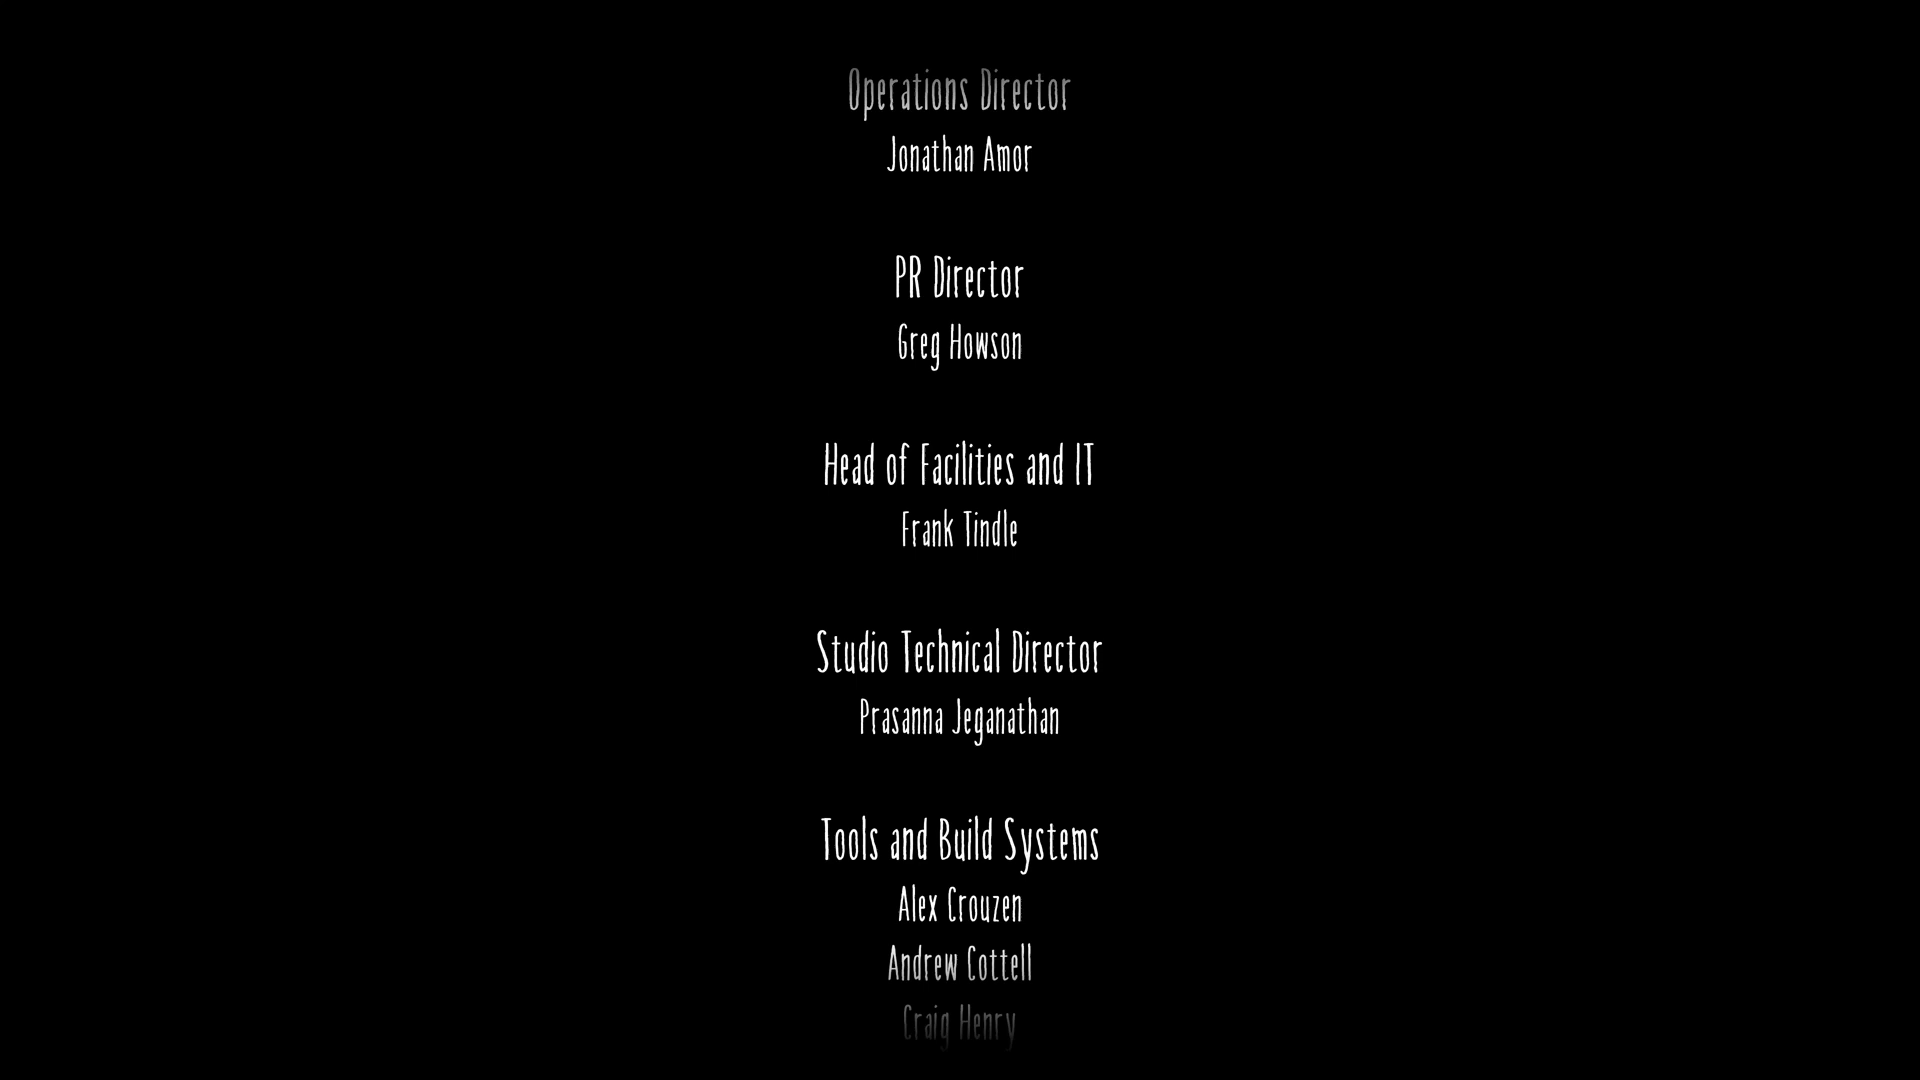 Operations Director
Jonathan Amor
PR Director
Greg Howson
Head of Facilities and IT
Frank Tindle
Studio Technical Director
Prasanna Jeganathan
Tools and Build Systems
Alex Crouzen
Andrew Cottell
Craig Henry